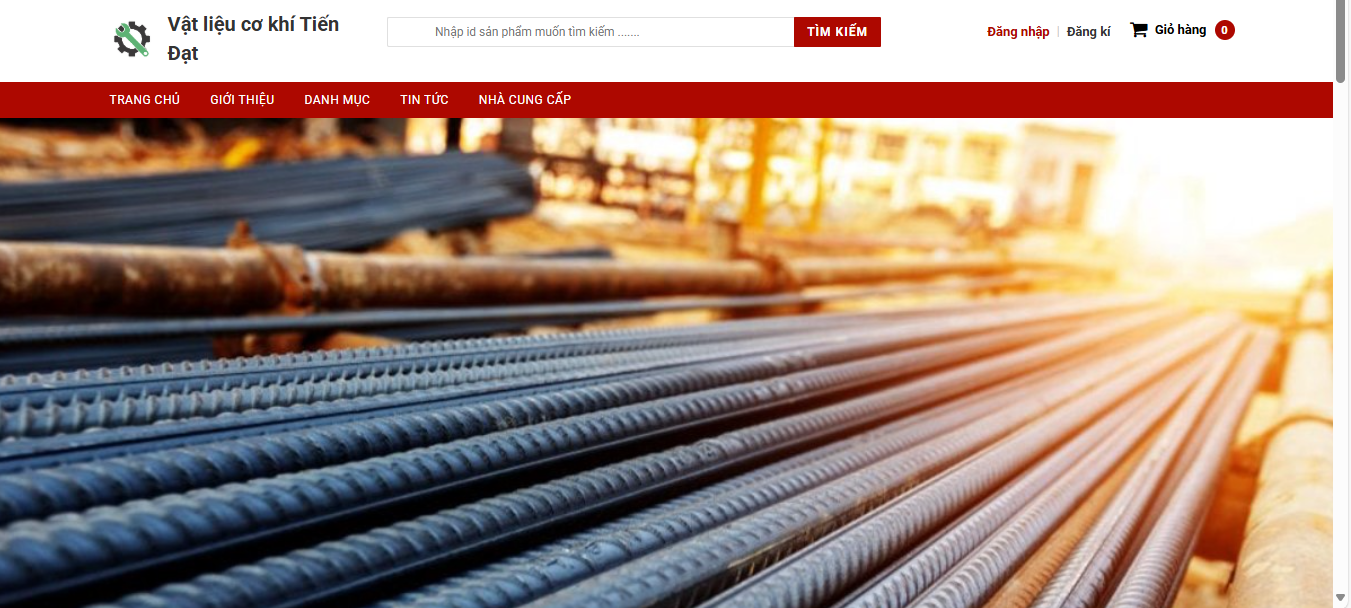 Vật liệu cơ khí Tiến
Đạt
Nhập id sản phẩm muốn tìm kiếm .......
TÌM KIẾM
Đăng nhập | Đăng kí
Giỏ hàng 0
TRANG CHỦ GIỚI THIỆU DANH MỤC TIN TỨC NHÀ CUNG CẤP